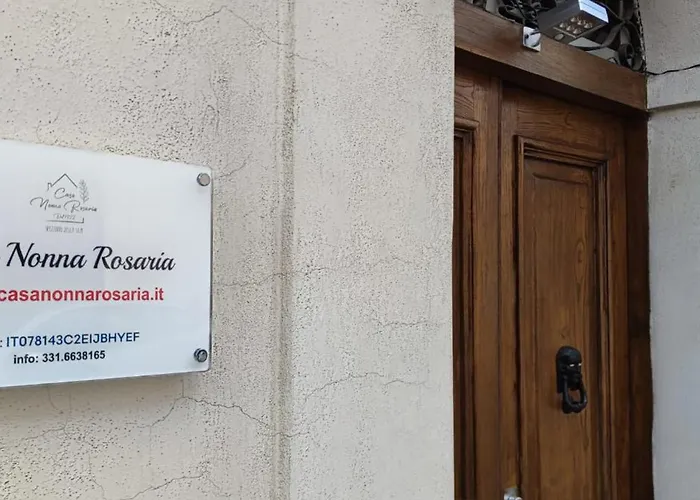 Casa
Nonna Rosaria
Nonna Rosaria
casanonnarosaria.it
: IT078143C2EIJBHYEF
info: 331.6638165